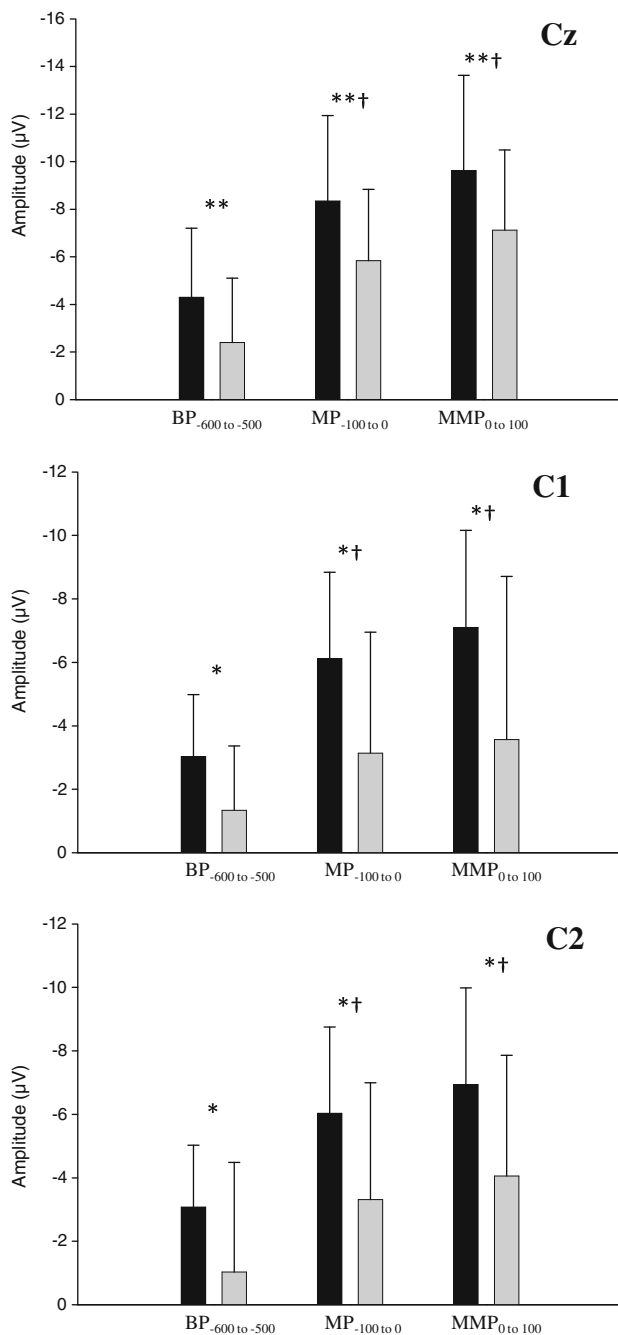 Cz
Amplitude (µV)
-16
-14
-12
-10
-8
-6
-4
-2
0
**
**†
**†
BP-600 to -500
MP-100 to 0
MMP0 to 100
C1
Amplitude (µV)
-12
-10
-8
-6
-4
-2
0
*
*†
*†
BP-600 to -500
MP-100 to 0
MMP0 to 100
C2
Amplitude (µV)
-12
-10
-8
-6
-4
-2
0
*
*†
*†
BP-600 to -500
MP-100 to 0
MMP0 to 100